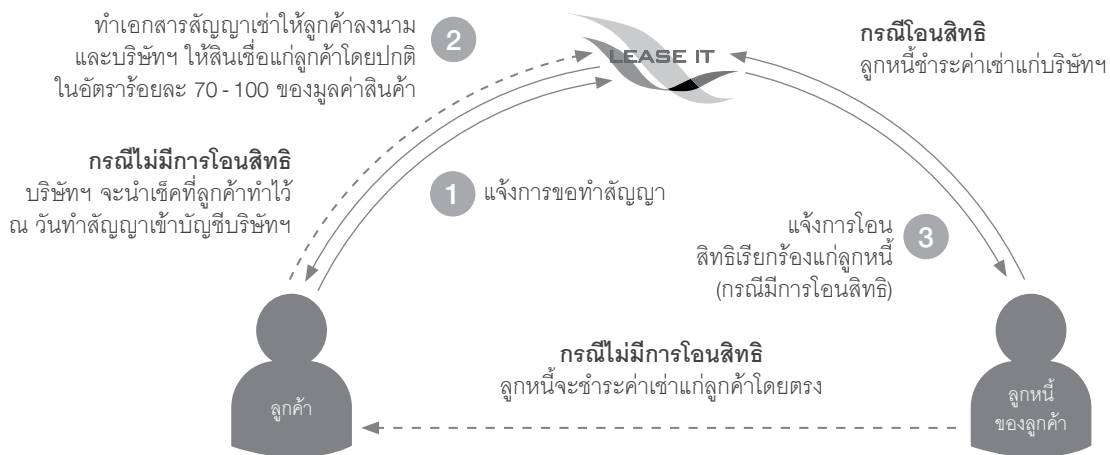 ทำเอกสารสัญญาเช่าให้ลูกค้าลงนาม
และบริษัทฯ ให้สินเชื่อแก่ลูกค้าโดยปกติ
ในอัตราร้อยละ 70 - 100 ของมูลค่าสินค้า
2
LEASE IT
กรณีโอนสิทธิ
ลูกหนี้ชำระค่าเช่าแก่บริษัทฯ
กรณีไม่มีการโอนสิทธิ
บริษัทฯ จะนำเช็คที่ลูกค้าทำไว้
ณ วันทำสัญญาเข้าบัญชีบริษัทฯ
1 แจ้งการขอทำสัญญา
แจ้งการโอน
สิทธิเรียกร้องแก่ลูกหนี้
(กรณีมีการโอนสิทธิ)
3
กรณีไม่มีการโอนสิทธิ
ลูกหนี้จะชำระค่าเช่าแก่ลูกค้าโดยตรง
ลูกค้า
ลูกหนี้
ของลูกค้า